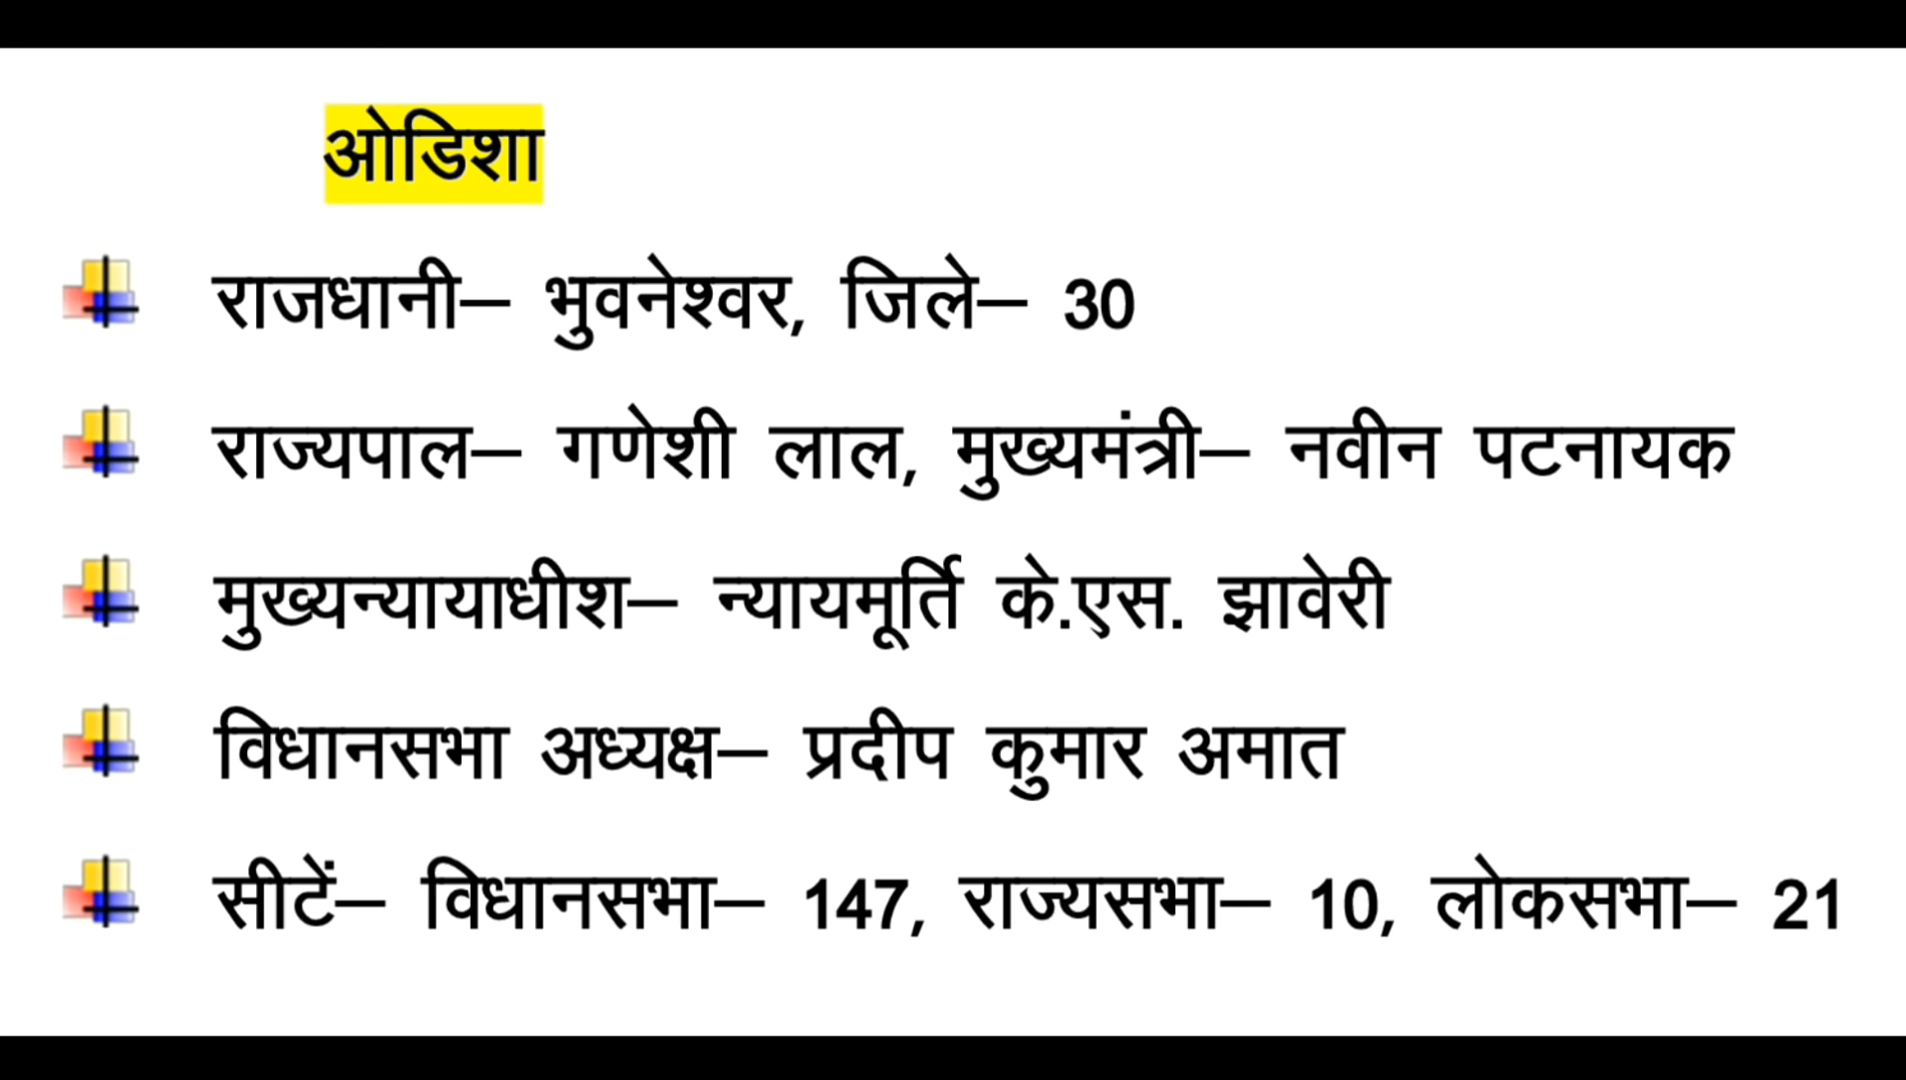 ओडिशा
राजधानी– भुवनेश्वर, जिले– 30
राज्यपाल– गणेशी लाल, मुख्यमंत्री– नवीन पटनायक
मुख्यन्यायाधीश– न्यायमूर्ति के.एस. झावेरी
विधानसभा अध्यक्ष– प्रदीप कुमार अमात
सीटें– विधानसभा– 147, राज्यसभा– 10, लोकसभा– 21